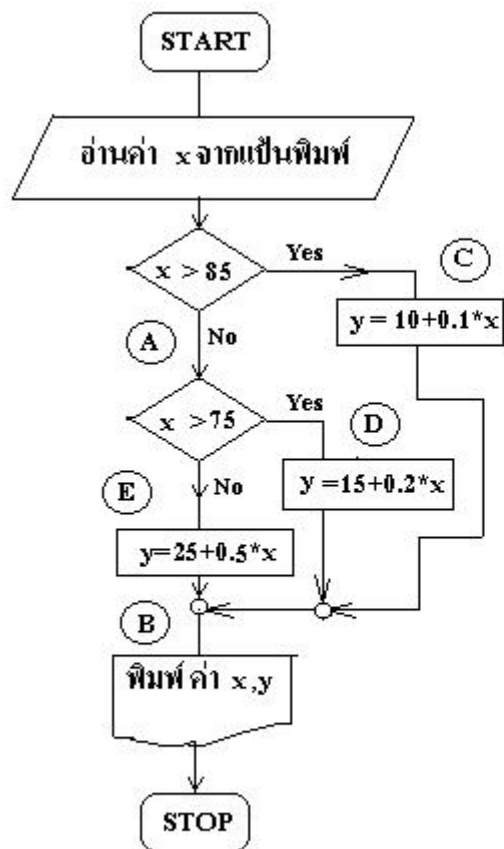 START
อ่านค่า x จากแป้นพิมพ์
x > 85
Yes
C
y = 10+0.1*x
A
No
x >75
Yes
D
y =15+0.2*x
E
No
y=25+0.5*x
B
พิมพ์ ค่า x ,y
STOP